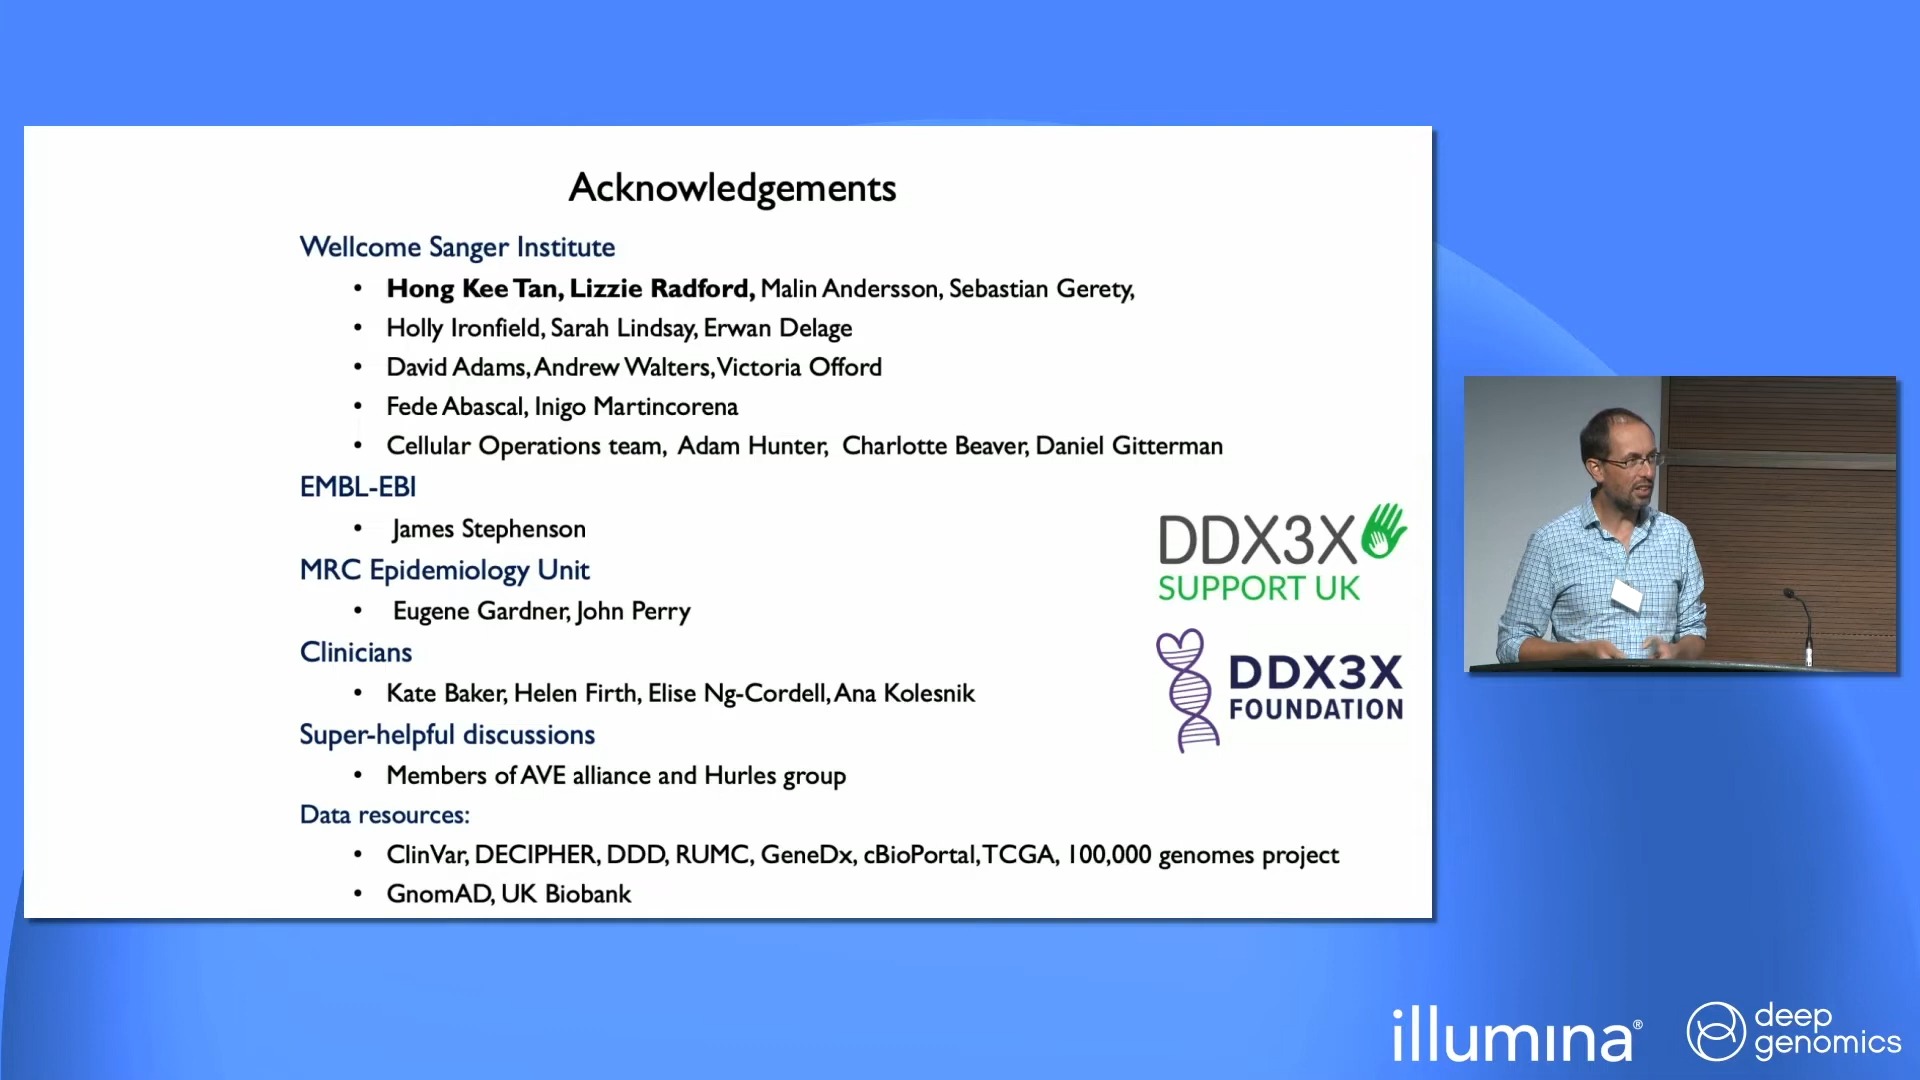 Acknowledgements
Wellcome Sanger Institute
• Hong Kee Tan, Lizzie Radford, Malin Andersson, Sebastian Gerety,
• Holly Ironfield, Sarah Lindsay, Erwan Delage
• David Adams, Andrew Walters, Victoria Offord
• Fede Abascal, Inigo Martincorena
• Cellular Operations team, Adam Hunter, Charlotte Beaver, Daniel Gitterman
EMBL-EBI
• James Stephenson
MRC Epidemiology Unit
• Eugene Gardner, John Perry
Clinicians
• Kate Baker, Helen Firth, Elise Ng-Cordell, Ana Kolesnik
Super-helpful discussions
• Members of AVE alliance and Hurles group
Data resources:
• ClinVar, DECIPHER, DDD, RUMC, GeneDx, cBioPortal, TCGA, 100,000 genomes project
• GnomAD, UK Biobank
DDX3X
SUPPORT UK
DDX3X
FOUNDATION
illumina®
deep
genomics